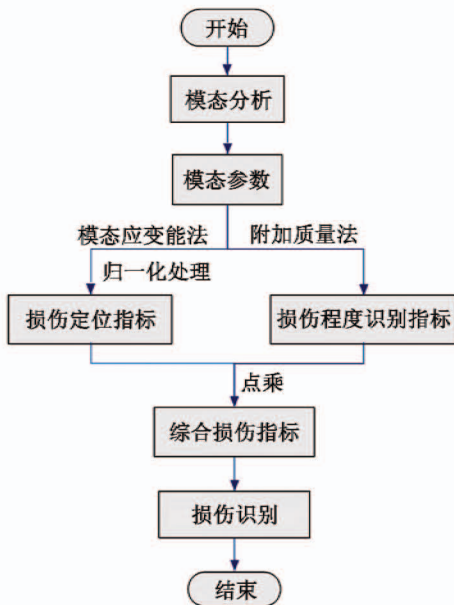 开始
模态分析
模态参数
模态应变能法
附加质量法
归一化处理
损伤定位指标
损伤程度识别指标
点乘
综合损伤指标
损伤识别
结束